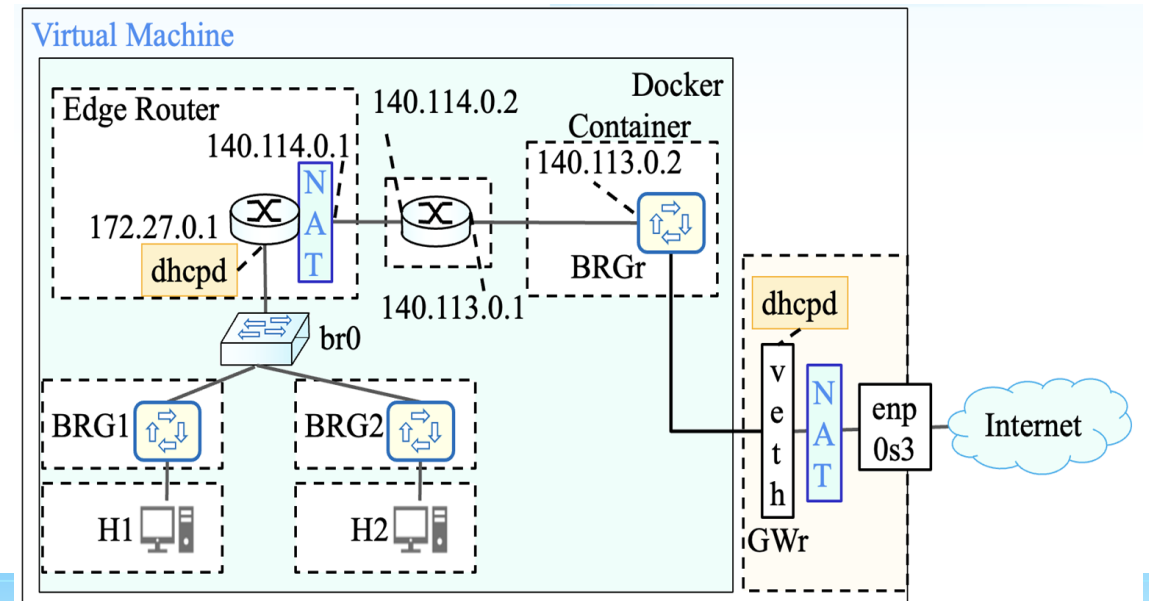 Virtual Machine
Docker
Container
Edge Router
140.114.0.1
140.114.0.2
140.113.0.2
N
A
T
172.27.0.1
dhcpd
BRGr
140.113.0.1
br0
dhcpd
v
e
t
h
N
A
T
enp
0s3
Internet
GWr
BRG1
BRG2
H1
H2